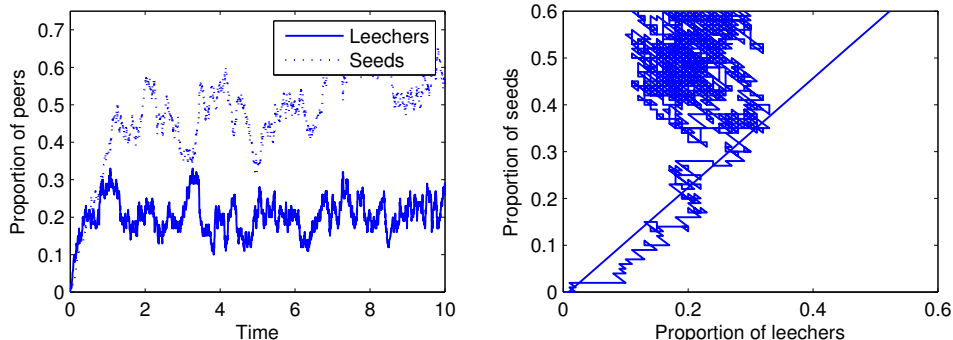 0.7
0.6
0.5
0.4
0.3
0.2
0.1
0
0 2 4 6 8 10
Time
Proportion of peers
Leechers
Seeds
0.6
0.5
0.4
0.3
0.2
0.1
0
0 0.2 0.4 0.6
Proportion of leechers
Proportion of seeds